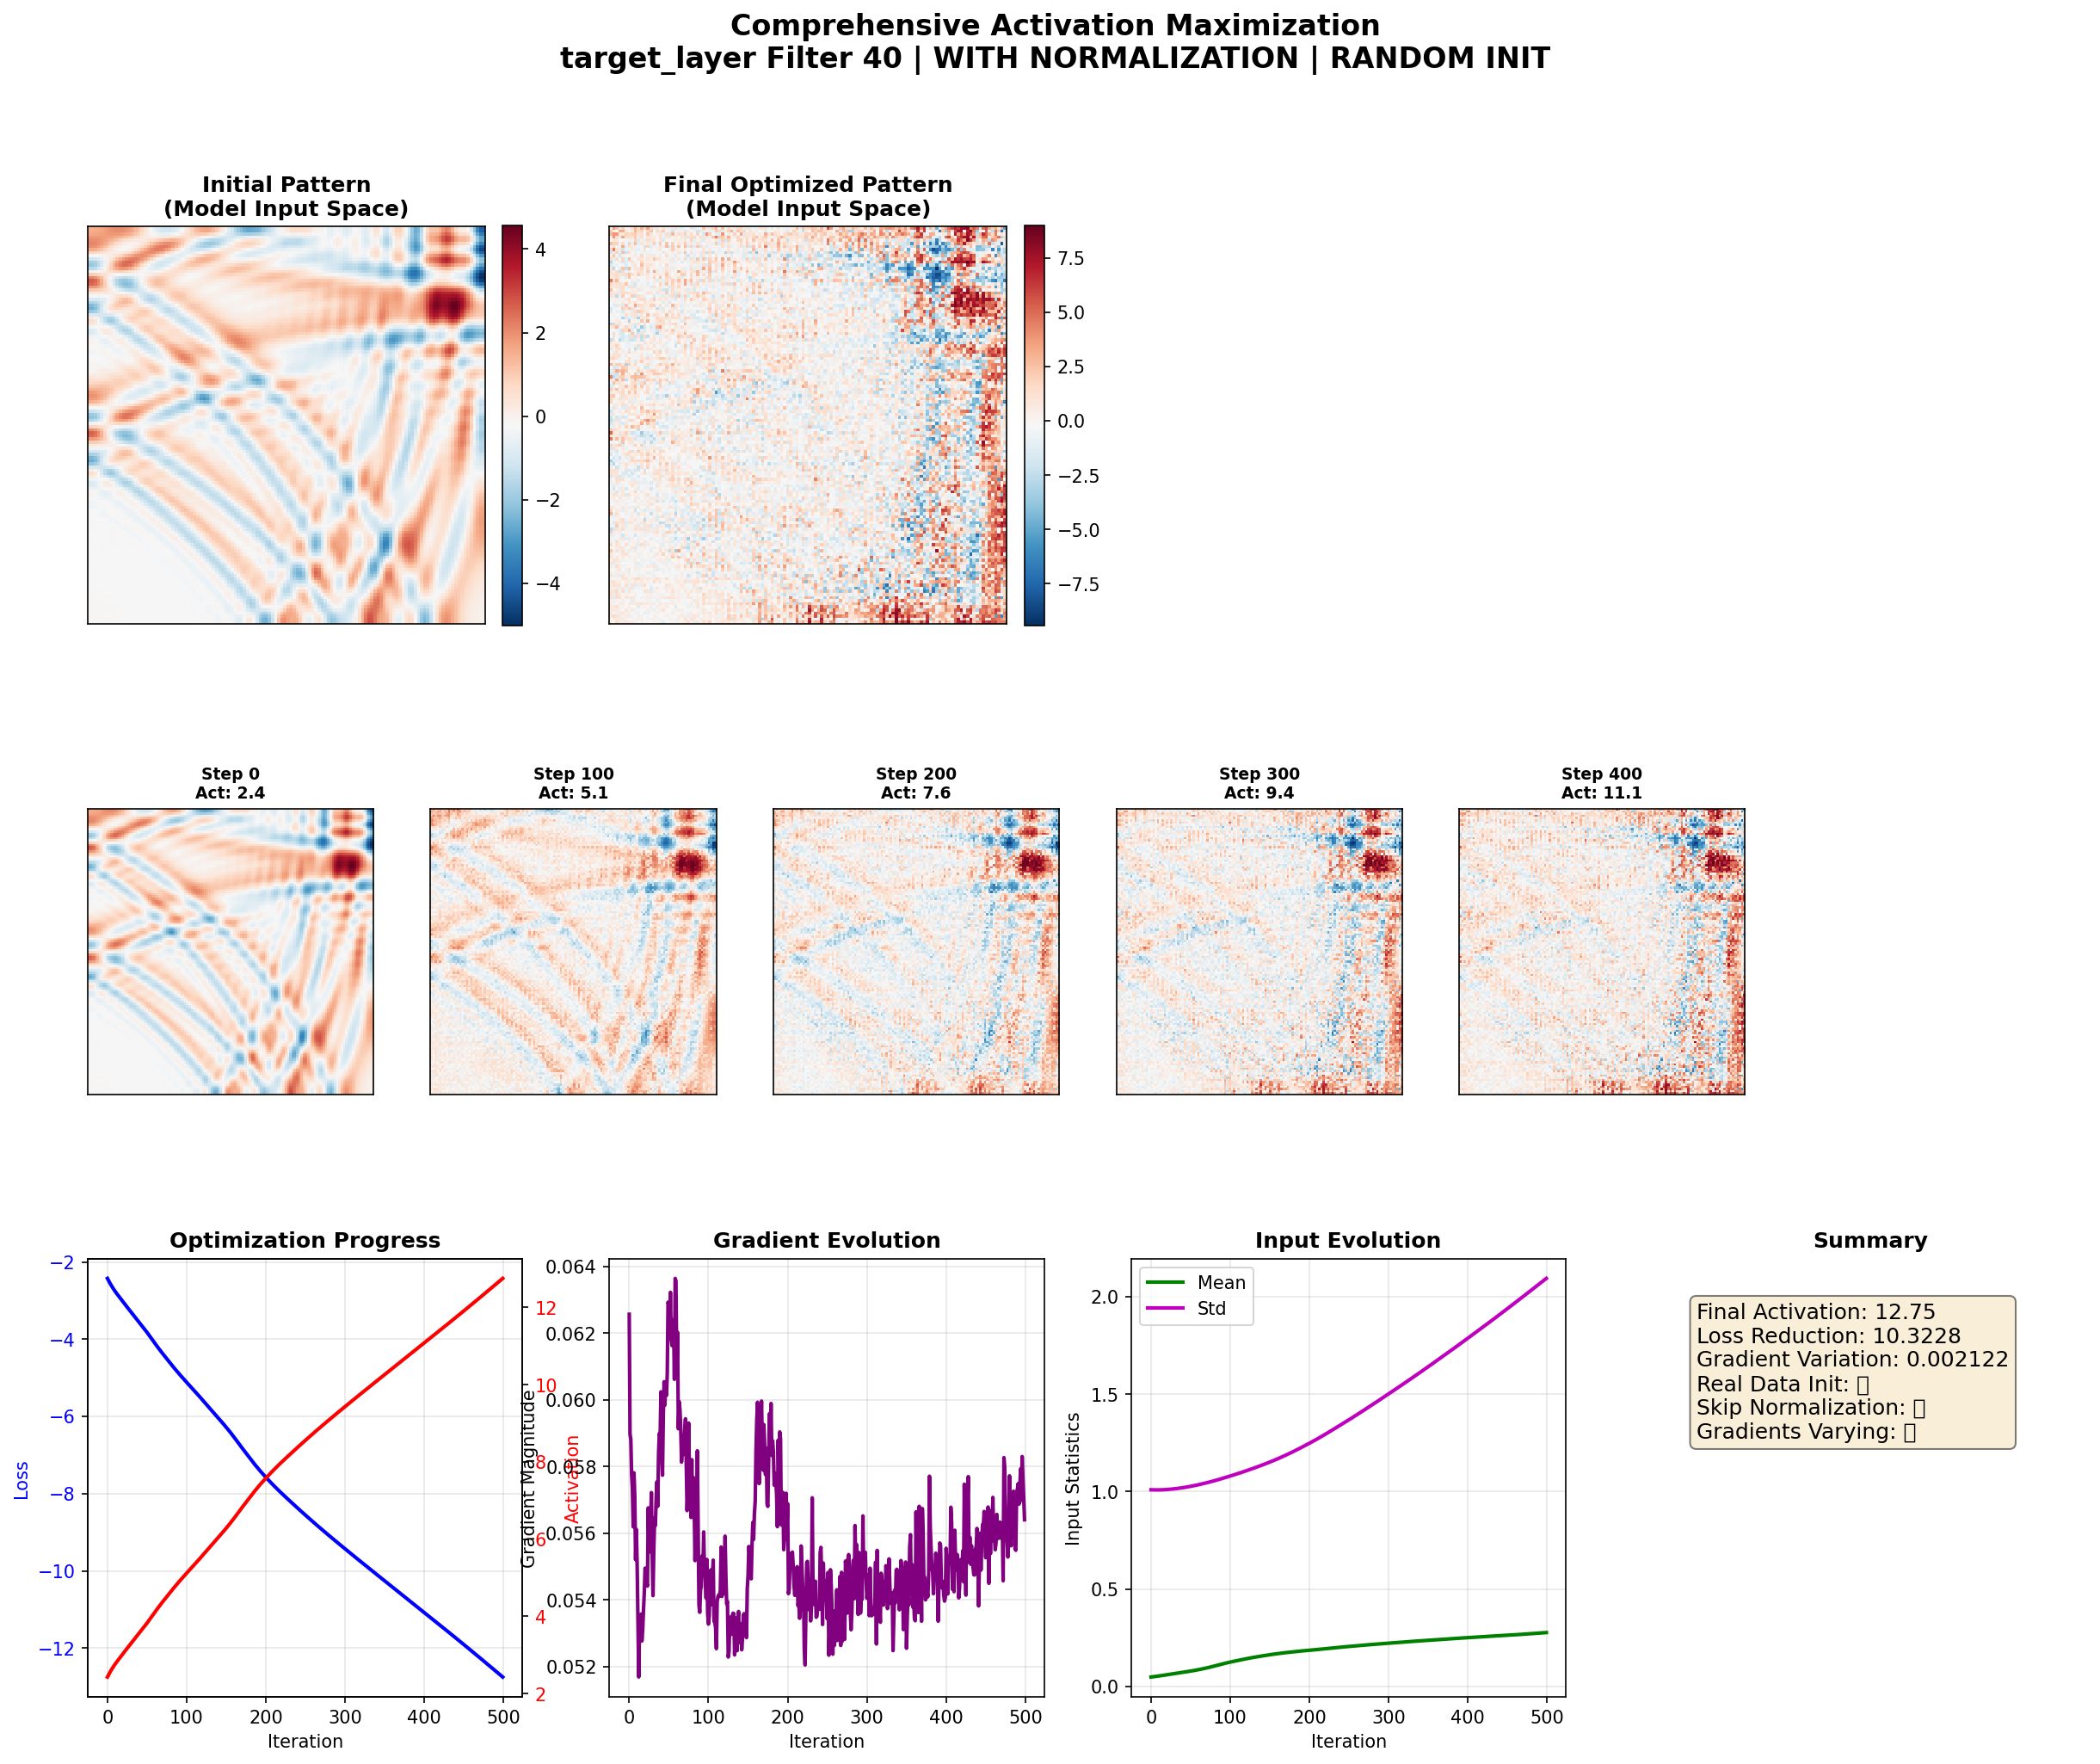 Comprehensive Activation Maximization
target_layer Filter 40 | WITH NORMALIZATION | RANDOM INIT
Initial Pattern
(Model Input Space)
4
2
0
−2
−4
Final Optimized Pattern
(Model Input Space)
7.5
5.0
2.5
0.0
−2.5
−5.0
−7.5
Step 0
Act: 2.4
Step 100
Act: 5.1
Step 200
Act: 7.6
Step 300
Act: 9.4
Step 400
Act: 11.1
Optimization Progress
−2
−4
−6
−8
−10
−12
Loss
0 100 200 300 400 500
Iteration
12
10
8
6
4
2
Activation
Gradient Evolution
0.064
0.062
0.060
0.058
0.056
0.054
0.052
Gradient Magnitude
0 100 200 300 400 500
Iteration
Input Evolution
Mean
Std
2.0
1.5
1.0
0.5
0.0
Input Statistics
0 100 200 300 400 500
Iteration
Summary
Final Activation: 12.75
Loss Reduction: 10.3228
Gradient Variation: 0.002122
Real Data Init:
Skip Normalization:
Gradients Varying: